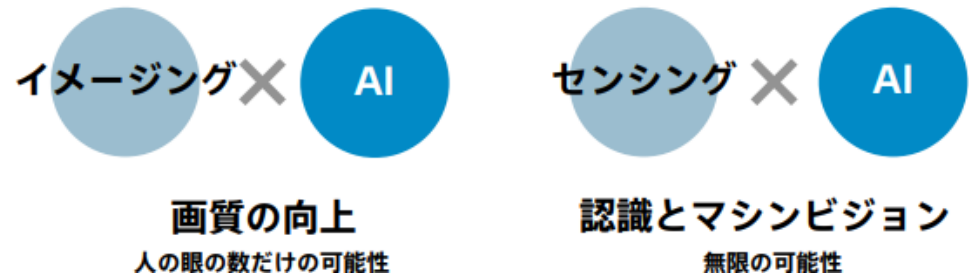 イメージング × AI
画質の向上
人の眼の数だけの可能性
センシング × AI
認識とマシンビジョン
無限の可能性